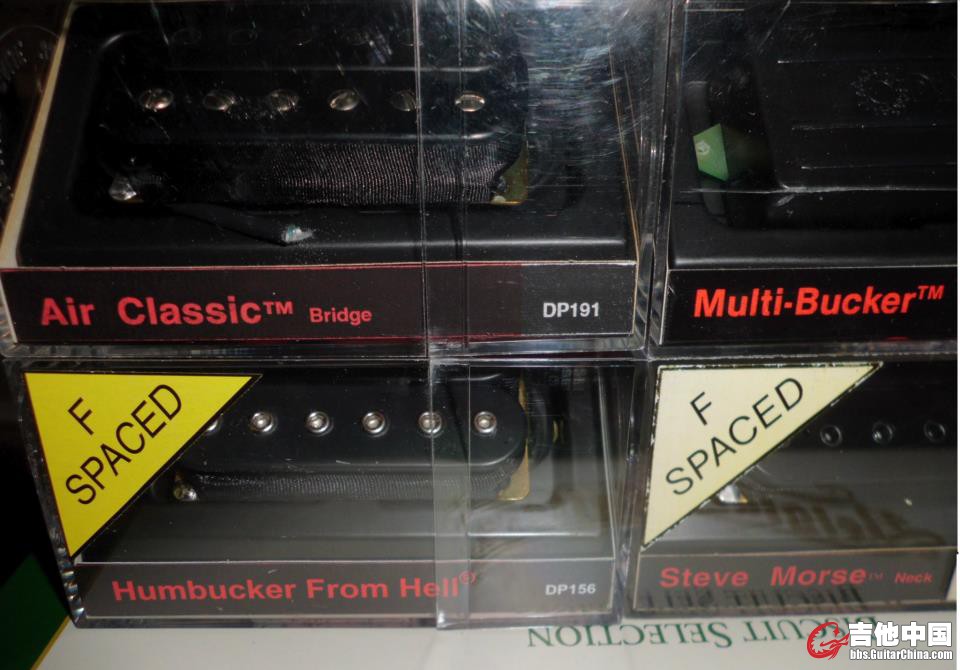 Air Classic™ Bridge DP191
Multi-Bucker™
F
SPACED
F
SPACED
Humbucker From Hell® DP156
Steve Morse™ Neck
CIRCUIT SELECTION
吉他中国
bbs.GuitarChina.com